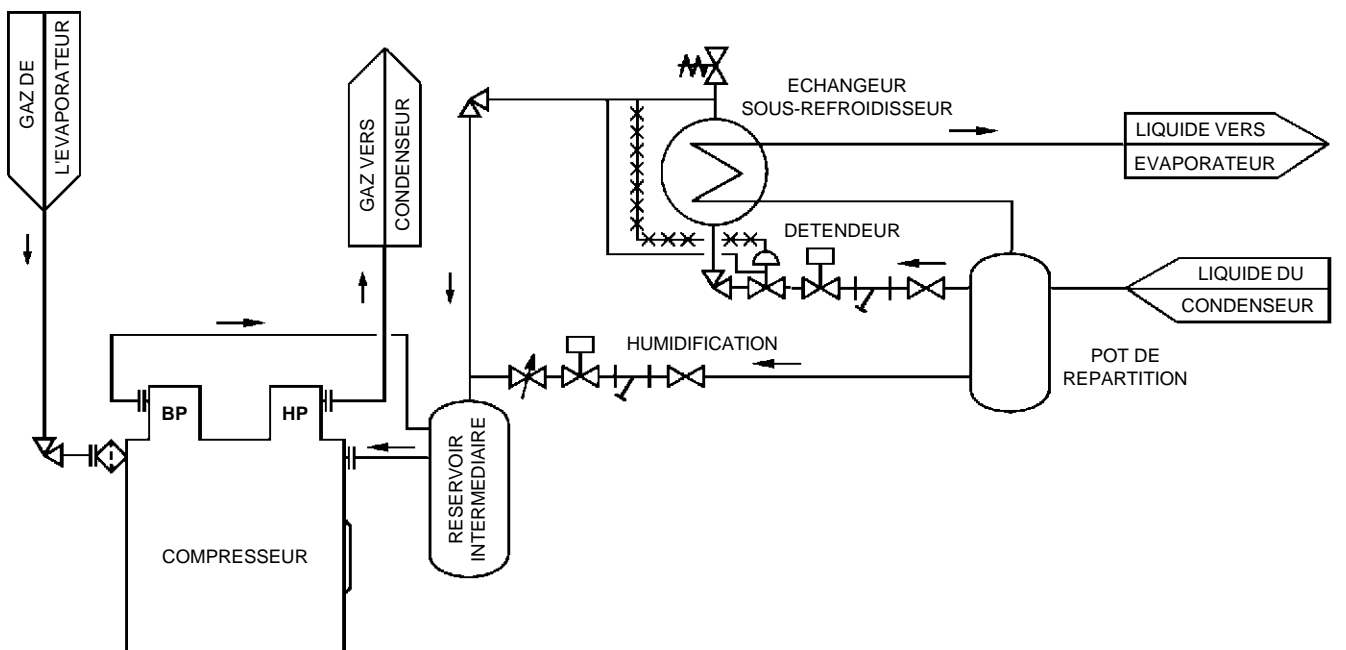 GAZ DE
L'EVAPORATEUR
GAZ VERS
CONDENSEUR
ECHANGEUR
SOUS-REFROIDISSEUR
LIQUIDE VERS
EVAPORATEUR
DETENDEUR
LIQUIDE DU
CONDENSEUR
HUMIDIFICATION
POT DE
REPARTITION
BP
HP
RESERVOIR
INTERMEDIAIRE
COMPRESSEUR